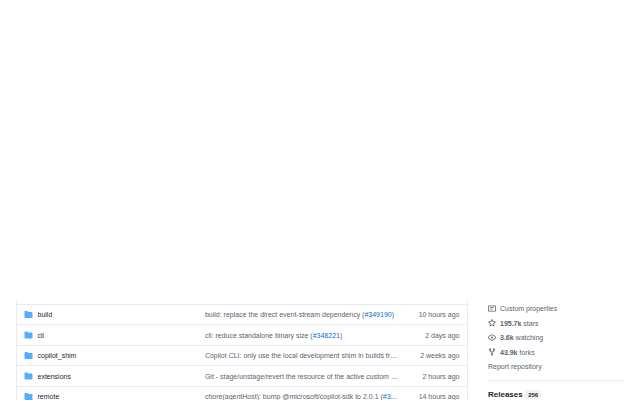 build build: replace the direct event-stream dependency (#349190) 10 hours ago
cli cli: reduce standalone binary size (#348221) 2 days ago
copilot_shim Copilot CLI: only use the local development shim in builds fr... 2 weeks ago
extensions Git - stage/unstage/revert the resource of the active custom ... 2 hours ago
remote chore(agentHost): bump @microsoft/copilot-sdk to 2.0.1 (#3... 14 hours ago
Custom properties
195.7k stars
3.6k watching
43.9k forks
Report repository
Releases 256